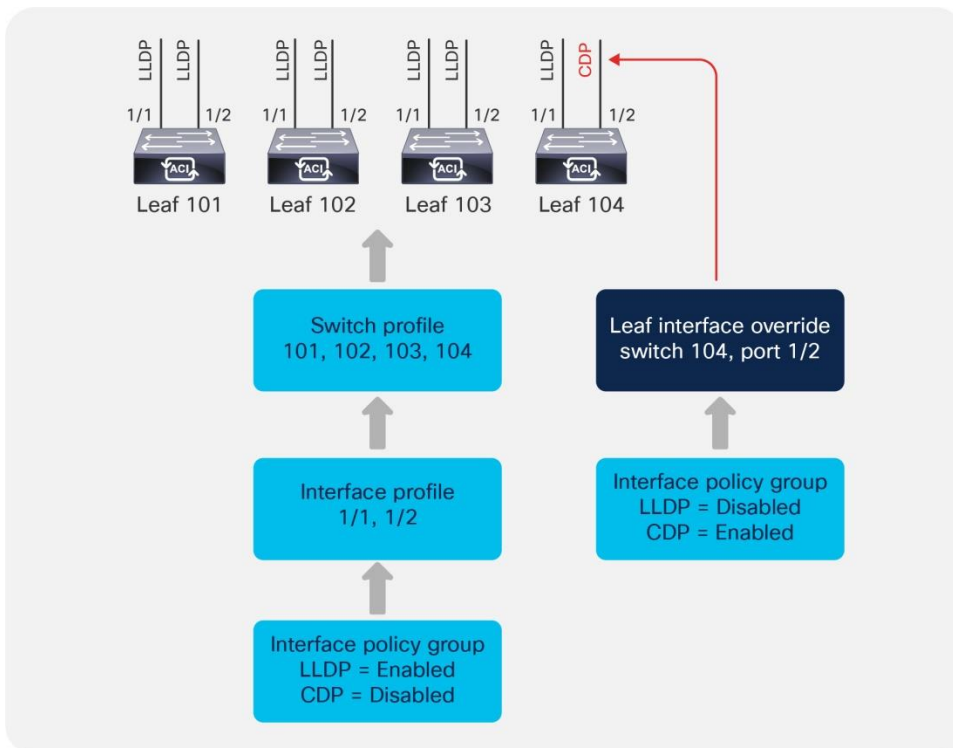 LLDP LLDP LLDP LLDP LLDP LLDP LLDP CDP
1/1 1/2 1/1 1/2 1/1 1/2 1/1 1/2
ACI ACI ACI ACI
Leaf 101 Leaf 102 Leaf 103 Leaf 104
Switch profile
101, 102, 103, 104
Leaf interface override
switch 104, port 1/2
Interface profile
1/1, 1/2
Interface policy group
LLDP = Disabled
CDP = Enabled
Interface policy group
LLDP = Enabled
CDP = Disabled